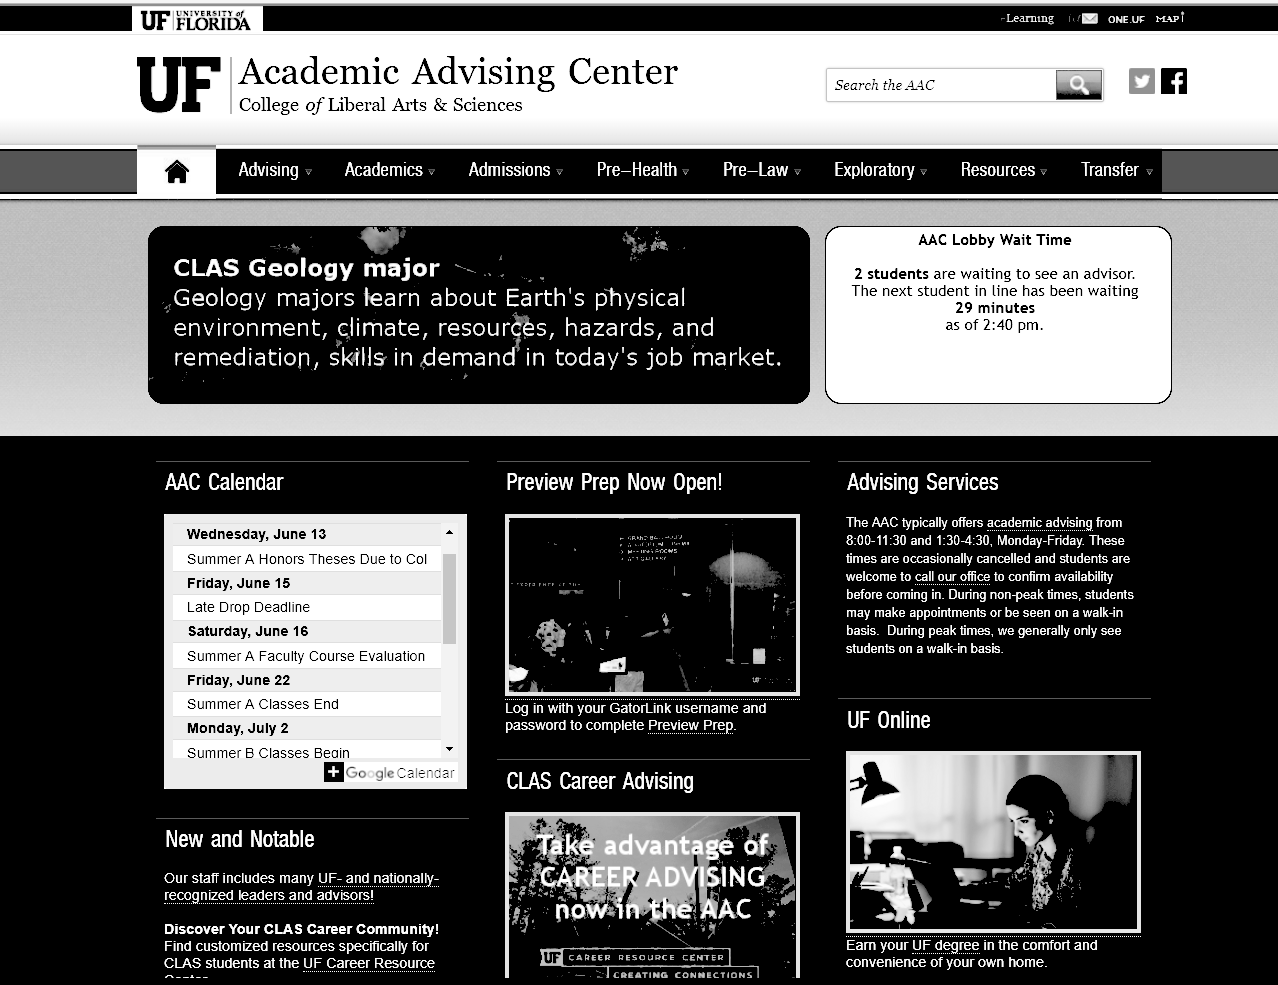 UF UNIVERSITY of
FLORIDA
Learning
ONE.UF
MAP
UF Academic Advising Center
College of Liberal Arts & Sciences
Search the AAC
Advising
Academics
Admissions
Pre-Health
Pre-Law
Exploratory
Resources
Transfer
CLAS Geology major
Geology majors learn about Earth's physical
environment, climate, resources, hazards, and
remediation, skills in demand in today's job market.
AAC Lobby Wait Time
2 students are waiting to see an advisor.
The next student in line has been waiting
29 minutes
as of 2:40 pm.
AAC Calendar
Wednesday, June 13
Summer A Honors Theses Due to Col
Friday, June 15
Late Drop Deadline
Saturday, June 16
Summer A Faculty Course Evaluation
Friday, June 22
Summer A Classes End
Monday, July 2
Summer B Classes Begin
Google Calendar
New and Notable
Our staff includes many UF- and nationally-
recognized leaders and advisors!
Discover Your CLAS Career Community!
Find customized resources specifically for
CLAS students at the UF Career Resource
Preview Prep Now Open!
MEETING ROOMS
Log in with your GatorLink username and
password to complete Preview Prep.
CLAS Career Advising
Take advantage of
CAREER ADVISING
now in the AAC
UF CAREER RESOURCE CENTER
CREATING CONNECTIONS
Advising Services
The AAC typically offers academic advising from
8:00-11:30 and 1:30-4:30, Monday-Friday. These
times are occasionally cancelled and students are
welcome to call our office to confirm availability
before coming in. During non-peak times, students
may make appointments or be seen on a walk-in
basis. During peak times, we generally only see
students on a walk-in basis.
UF Online
Earn your UF degree in the comfort and
convenience of your own home.